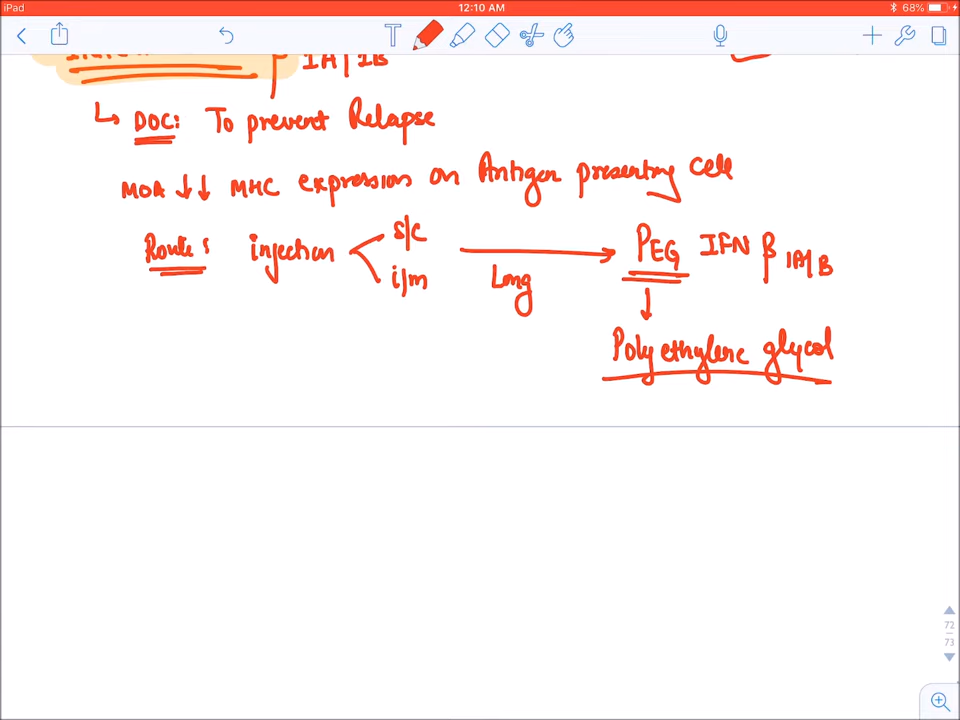 iPad 12:10 AM 68%
β IA/IB
↳ DOC: To prevent Relapse
MOA ↓↓ MHC expression on Antigen presenting cell
Route: injection s/c i/m Long → PEG IFN β IA/B
↓
Polyethylene glycol
72
73